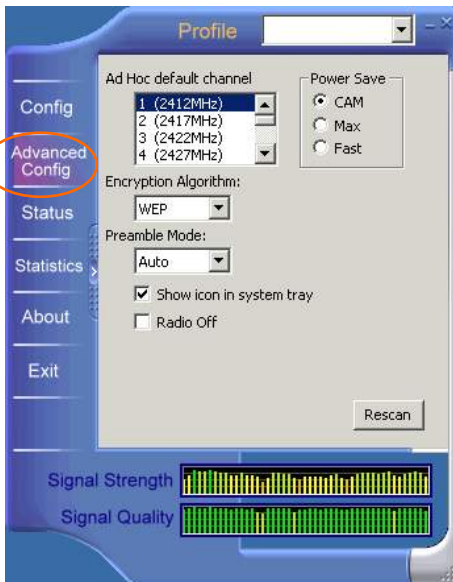 Profile
Config
Advanced
Config
Status
Statistics
About
Exit
Ad Hoc default channel
1 (2412MHz)
2 (2417MHz)
3 (2422MHz)
4 (2427MHz)
Power Save
CAM
Max
Fast
Encryption Algorithm:
WEP
Preamble Mode:
Auto
Show icon in system tray
Radio Off
Rescan
Signal Strength
Signal Quality